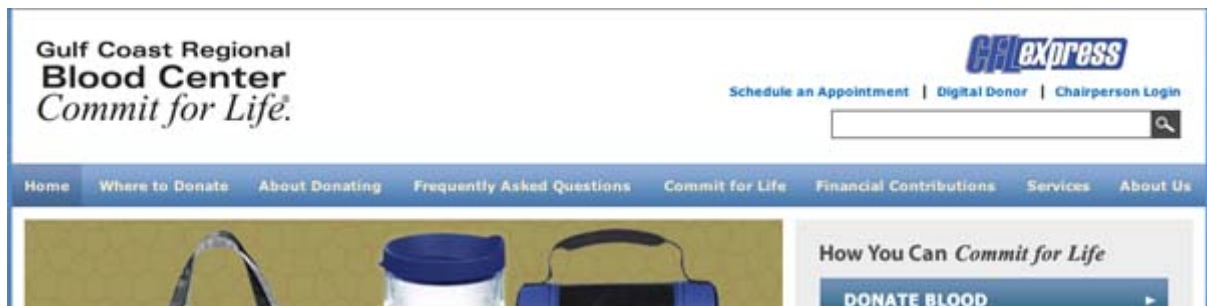 Gulf Coast Regional
Blood Center
Commit for Life®.
CFLexpress
Schedule an Appointment | Digital Donor | Chairperson Login
Home Where to Donate About Donating Frequently Asked Questions Commit for Life Financial Contributions Services About Us
How You Can Commit for Life
DONATE BLOOD